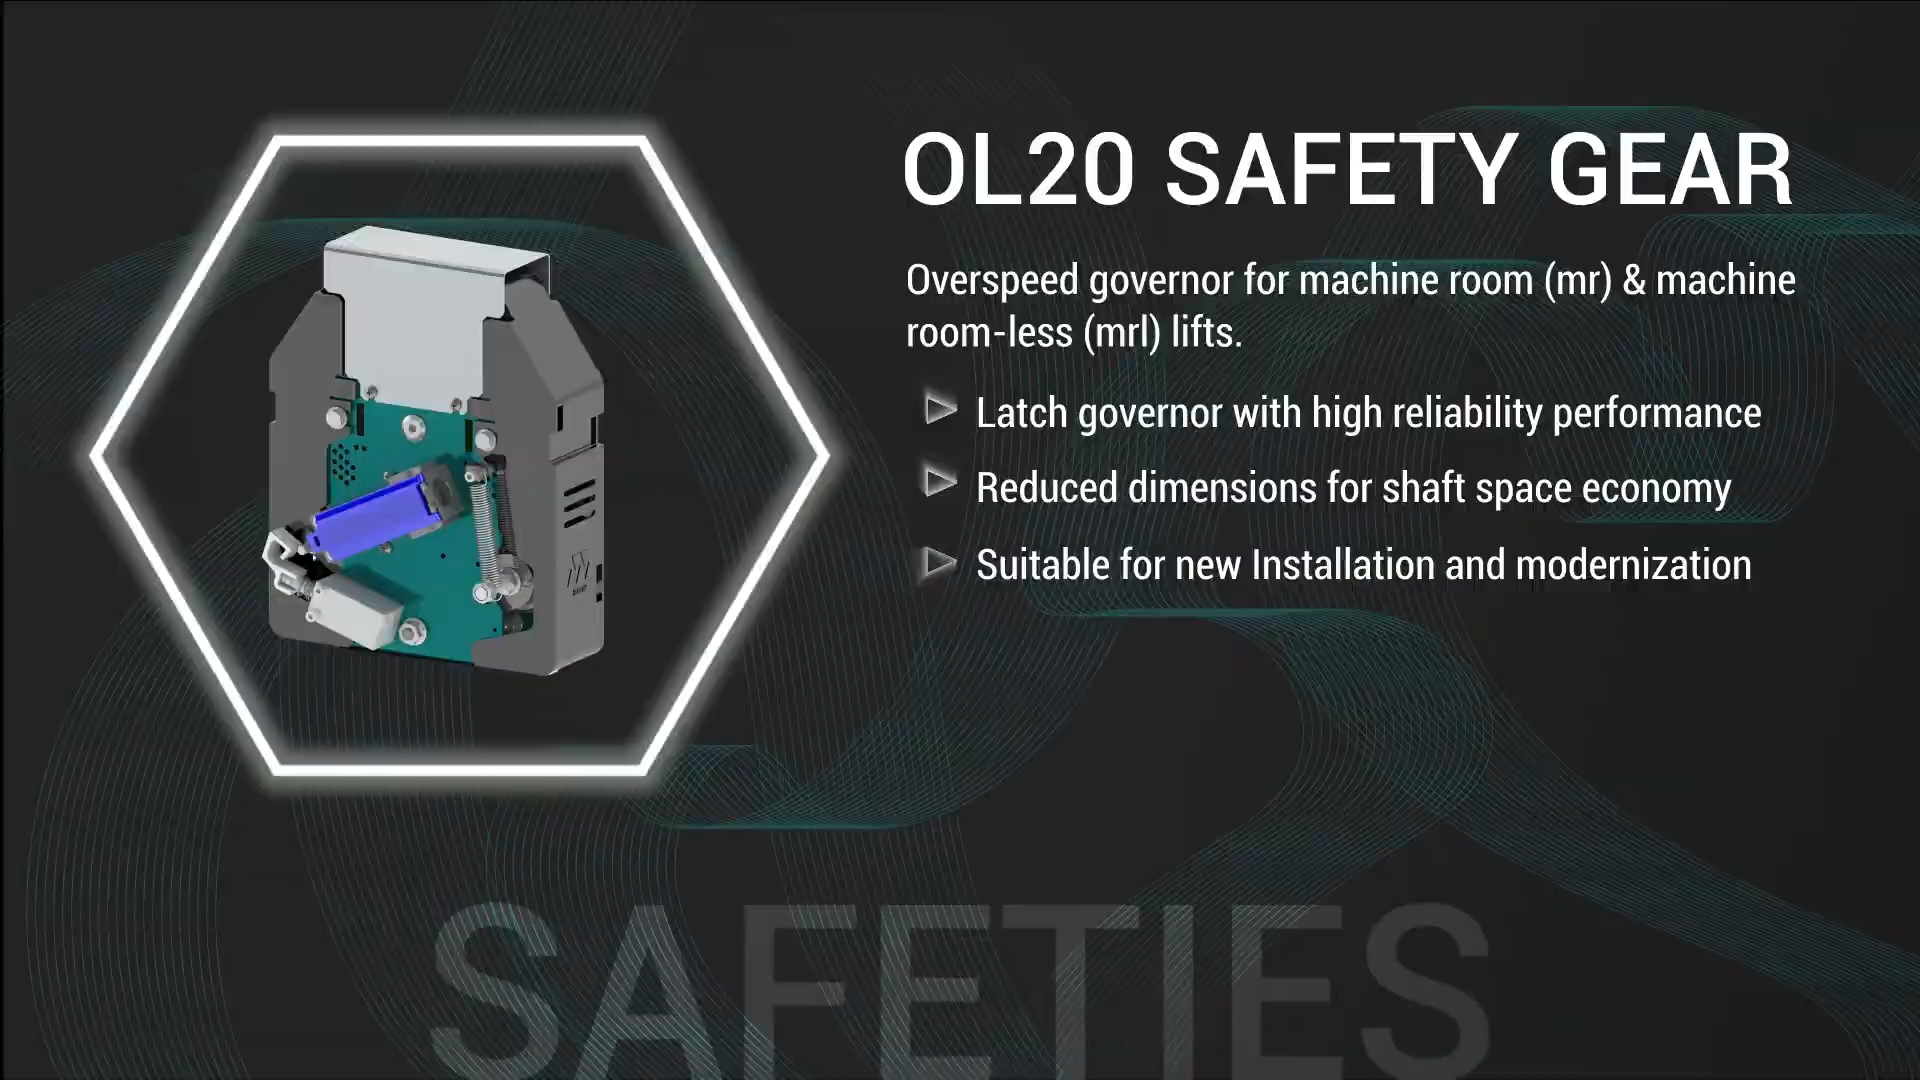 OL20 SAFETY GEAR
Overspeed governor for machine room (mr) & machine
room-less (mrl) lifts.
Latch governor with high reliability performance
Reduced dimensions for shaft space economy
Suitable for new Installation and modernization
SAFETIES